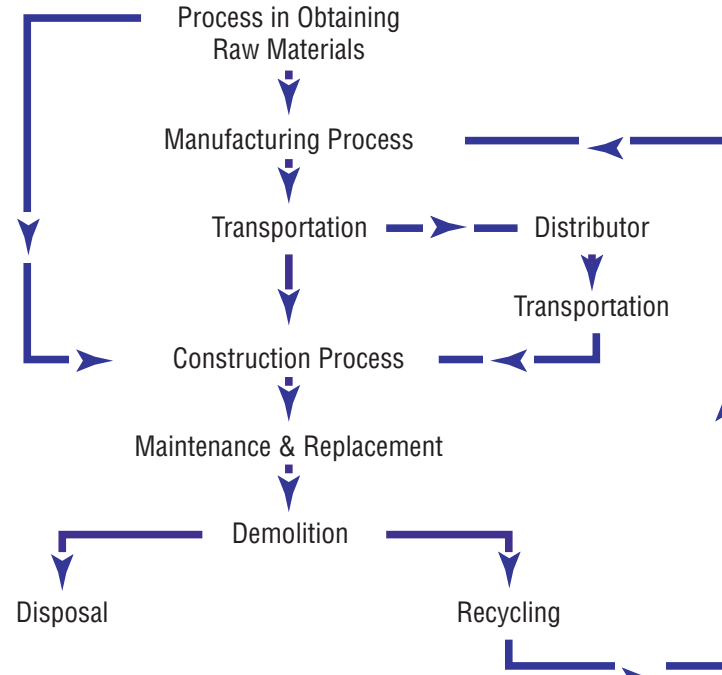 Process in Obtaining
Raw Materials
Manufacturing Process
Transportation
Distributor
Transportation
Construction Process
Maintenance & Replacement
Demolition
Disposal
Recycling